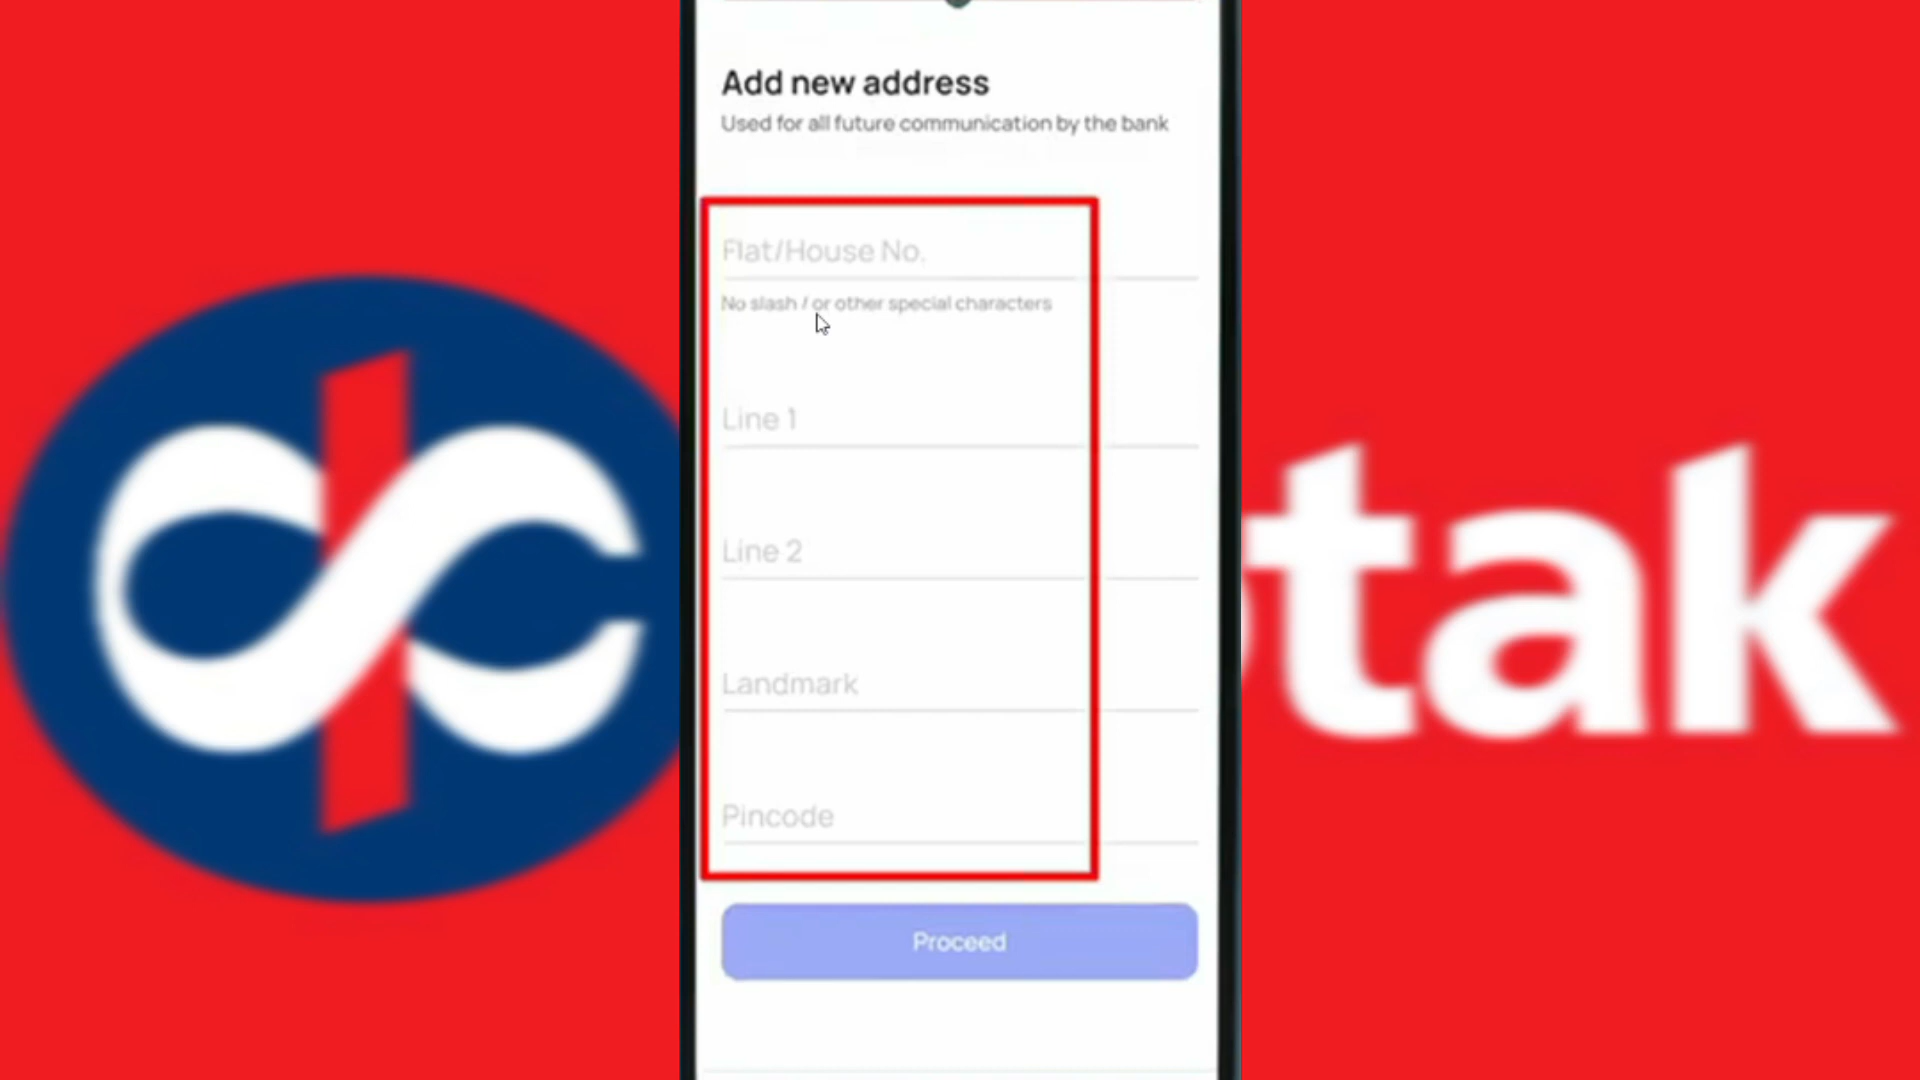 Add new address
Used for all future communication by the bank
Flat/House No.
No slash / or other special characters
Line 1
Line 2
Landmark
Pincode
Proceed
tak